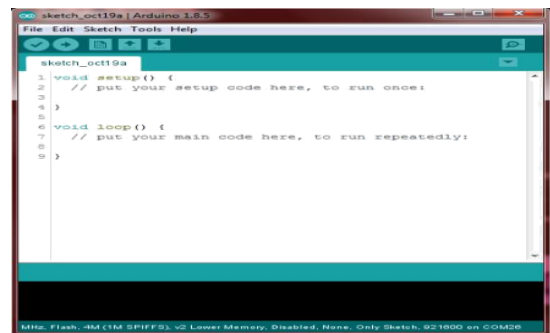 sketch_oct19a | Arduino 1.8.5
File Edit Sketch Tools Help
sketch_oct19a
1 void setup() {
2 // put your setup code here, to run once:
3
4 }
5
6 void loop() {
7 // put your main code here, to run repeatedly:
8
9 }
MHz, Flash, 4M (1M SPIFFS), v2 Lower Memory, Disabled, None, Only Sketch, 921600 on COM26